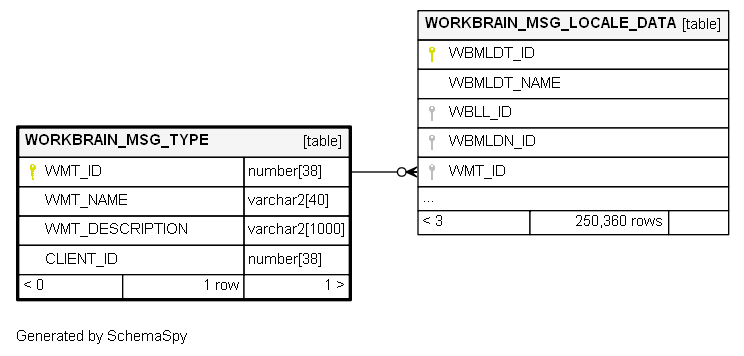 WORKBRAIN_MSG_LOCALE_DATA [table]
WBMLDT_ID
WBMLDT_NAME
WBLL_ID
WBMLDN_ID
WMT_ID
...
< 3 250,360 rows
WORKBRAIN_MSG_TYPE [table]
WMT_ID number[38]
WMT_NAME varchar2[40]
WMT_DESCRIPTION varchar2[1000]
CLIENT_ID number[38]
< 0 1 row 1 >
Generated by SchemaSpy